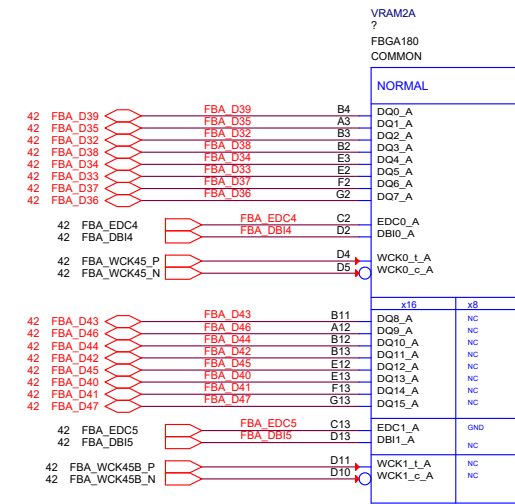 VRAM2A
?
FBGA180
COMMON
NORMAL
42 FBA_D39 FBA_D39 B4 DQ0_A
42 FBA_D35 FBA_D35 A3 DQ1_A
42 FBA_D32 FBA_D32 B3 DQ2_A
42 FBA_D38 FBA_D38 B2 DQ3_A
42 FBA_D34 FBA_D34 E3 DQ4_A
42 FBA_D33 FBA_D33 E2 DQ5_A
42 FBA_D37 FBA_D37 F2 DQ6_A
42 FBA_D36 FBA_D36 G2 DQ7_A
42 FBA_EDC4 FBA_EDC4 C2 EDC0_A
42 FBA_DBI4 FBA_DBI4 D2 DBI0_A
42 FBA_WCK45_P D4 WCK0_t_A
42 FBA_WCK45_N D5 WCK0_c_A
x16 x8
42 FBA_D43 FBA_D43 B11 DQ8_A NC
42 FBA_D46 FBA_D46 A12 DQ9_A NC
42 FBA_D44 FBA_D44 B12 DQ10_A NC
42 FBA_D42 FBA_D42 B13 DQ11_A NC
42 FBA_D45 FBA_D45 E12 DQ12_A NC
42 FBA_D40 FBA_D40 E13 DQ13_A NC
42 FBA_D41 FBA_D41 F13 DQ14_A NC
42 FBA_D47 FBA_D47 G13 DQ15_A NC
42 FBA_EDC5 FBA_EDC5 C13 EDC1_A GND
42 FBA_DBI5 FBA_DBI5 D13 DBI1_A NC
42 FBA_WCK45B_P D11 WCK1_t_A NC
42 FBA_WCK45B_N D10 WCK1_c_A NC